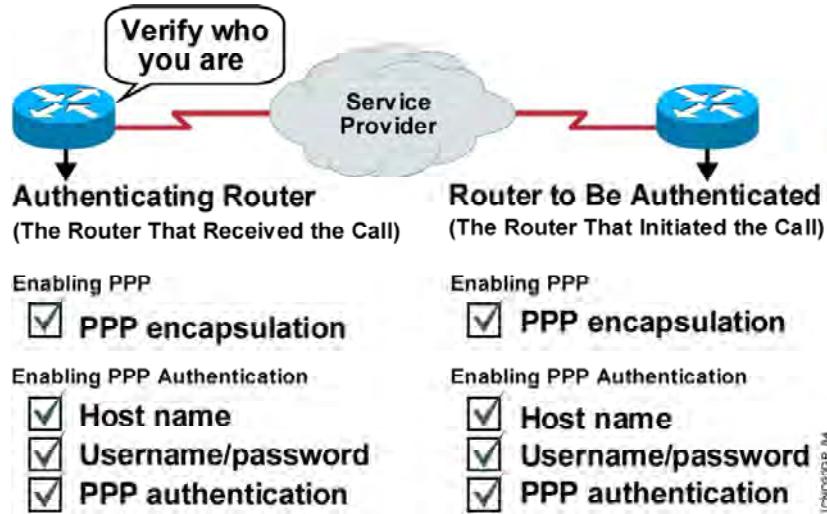 Verify who
you are
Service
Provider
Authenticating Router
(The Router That Received the Call)
Enabling PPP
PPP encapsulation
Enabling PPP Authentication
Host name
Username/password
PPP authentication
Router to Be Authenticated
(The Router That Initiated the Call)
Enabling PPP
PPP encapsulation
Enabling PPP Authentication
Host name
Username/password
PPP authentication